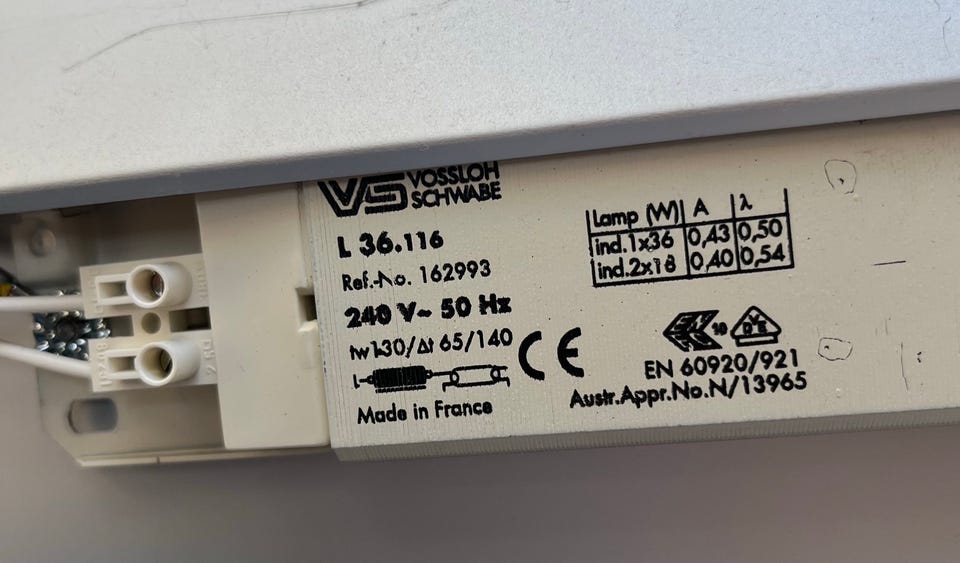 VS VOSSLOH
SCHWABE
L 36.116
Ref.-No. 162993
240 V~ 50 Hz
tw130/Δt 65/140
Made in France
Lamp (W) A λ
ind.1x36 0,43 0,50
ind.2x18 0,40 0,54
CE
10
EN 60920/921
Austr.Appr.No.N/13965